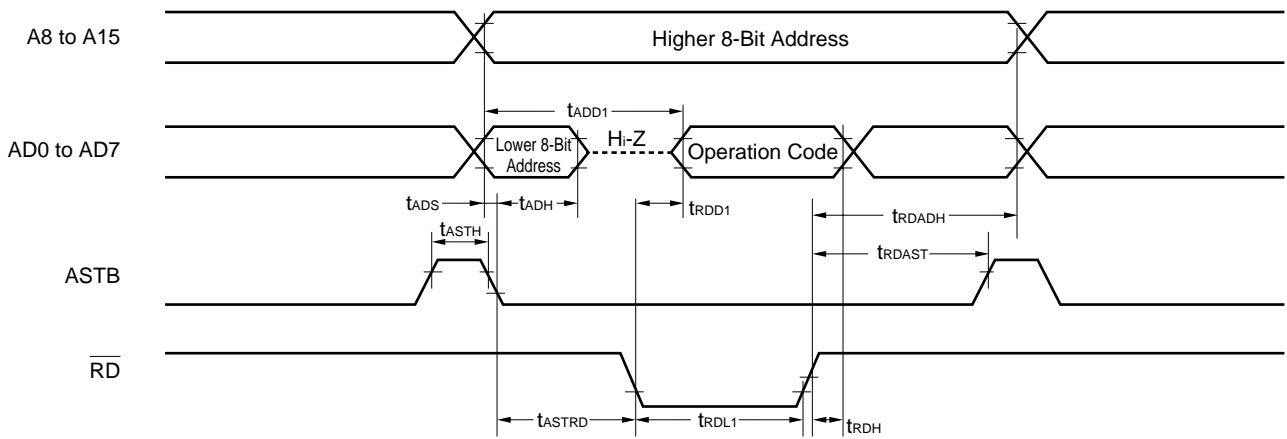 A8 to A15
Higher 8-Bit Address
tADD1
AD0 to AD7
Lower 8-Bit
Address
Hi-Z
Operation Code
tADS
tADH
tRDD1
tRDADH
tASTH
tRDAST
ASTB
RD
tASTRD
tRDL1
tRDH